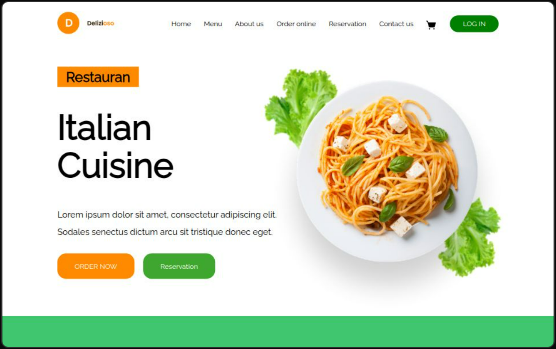 D Delizioso
Home Menu About us Order online Reservation Contact us LOG IN
Restauran
Italian
Cuisine
Lorem ipsum dolor sit amet, consectetur adipiscing elit.
Sodales senectus dictum arcu sit tristique donec eget.
ORDER NOW Reservation